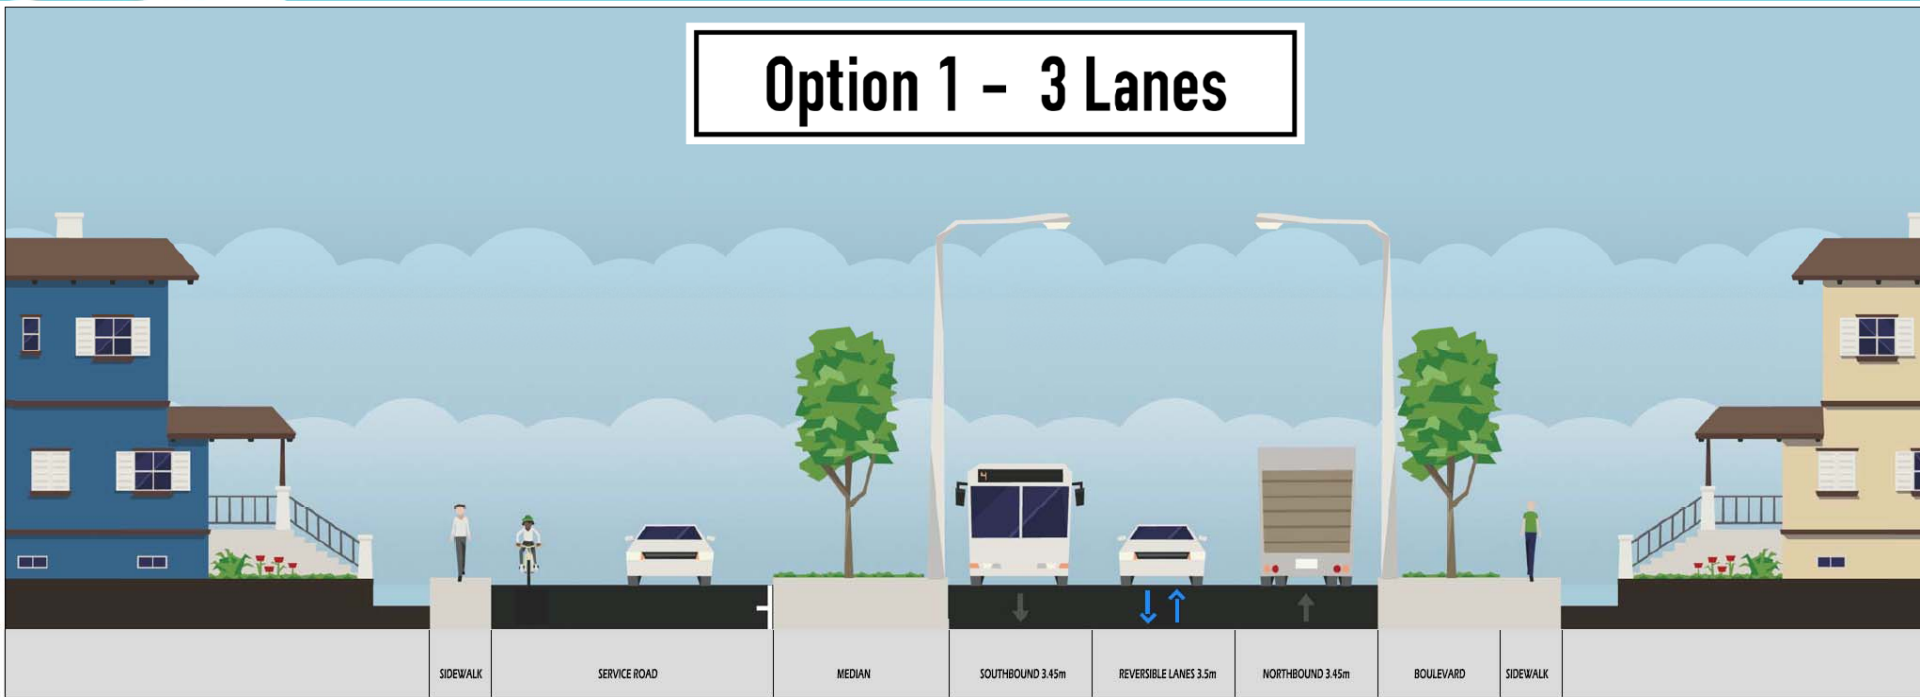 Option 1 - 3 Lanes
4
SIDEWALK
SERVICE ROAD
MEDIAN
SOUTHBOUND 3.45m
REVERSIBLE LANES 3.5m
NORTHBOUND 3.45m
BOULEVARD
SIDEWALK